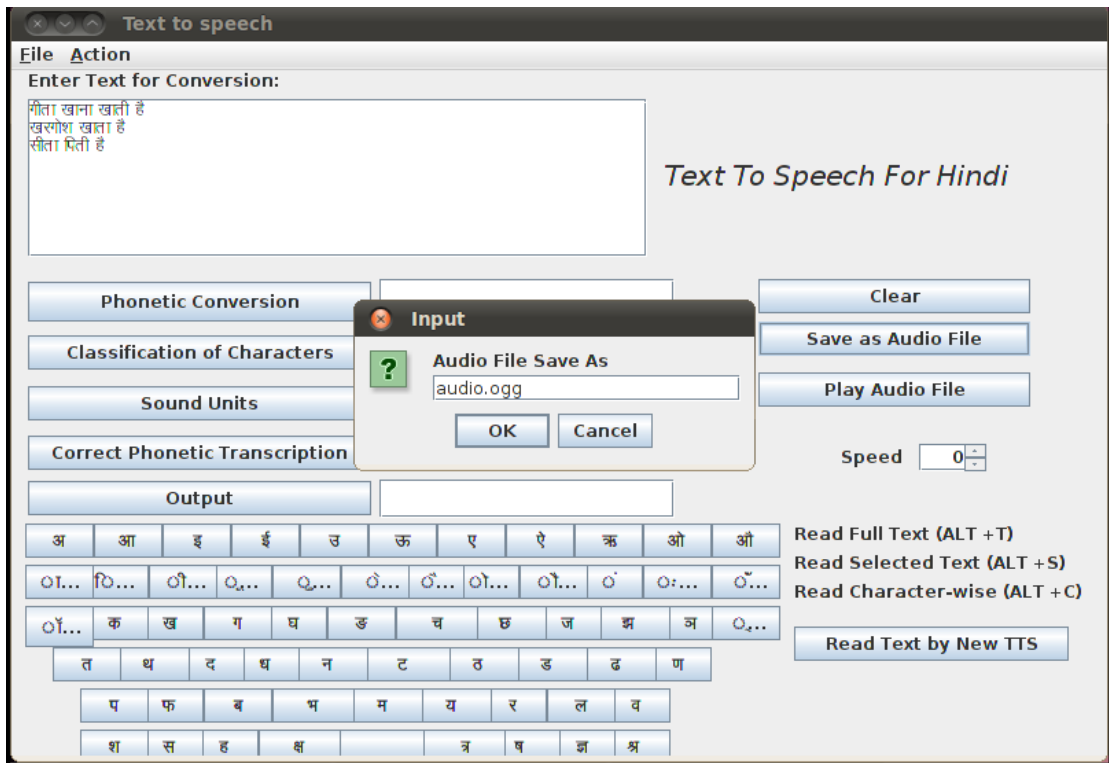 Text to speech
File Action
Enter Text for Conversion:
गीता खाना खाती है
खरगोश खाता है
सीता पिती है
Text To Speech For Hindi
Phonetic Conversion
Clear
Input
Classification of Characters
Audio File Save As
Save as Audio File
?
audio.ogg
Sound Units
Play Audio File
OK Cancel
Correct Phonetic Transcription
Speed 0
Output
अ आ इ ई उ ऊ ए ऐ ऋ ओ औ
Read Full Text (ALT +T)
Read Selected Text (ALT +S)
ा... ि... ी... ू... ु... े... ै... ो... ौ... ं ः... ॅ...
Read Character-wise (ALT +C)
ॉ... क ख ग घ ङ च छ ज झ ञ
Read Text by New TTS
त थ द ध न ट ठ ड ढ ण
प फ ब भ म य र ल व
श स ह क्ष त्र ष ज्ञ श्र